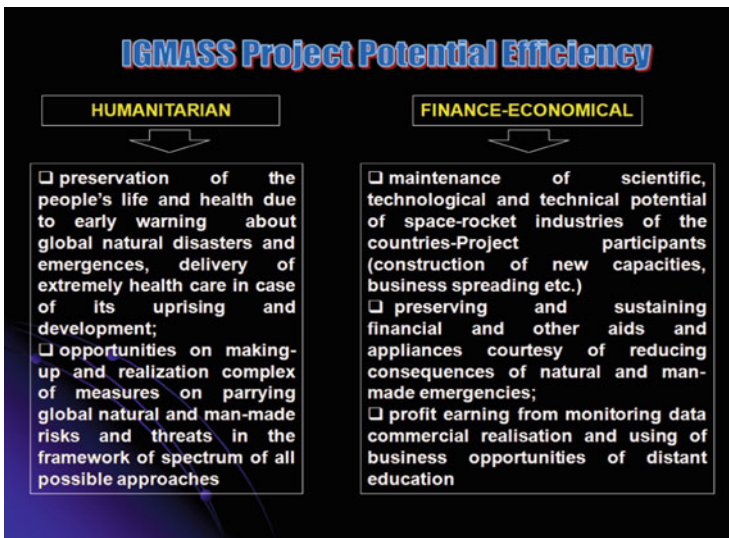 IGMASS Project Potential Efficiency
HUMANITARIAN
❑ preservation of the
people's life and health due
to early warning about
global natural disasters and
emergences, delivery of
extremely health care in case
of its uprising and
development;
❑ opportunities on making-
up and realization complex
of measures on parrying
global natural and man-made
risks and threats in the
framework of spectrum of all
possible approaches
FINANCE-ECONOMICAL
❑ maintenance of scientific,
technological and technical potential
of space-rocket industries of the
countries-Project participants
(construction of new capacities,
business spreading etc.)
❑ preserving and sustaining
financial and other aids and
appliances courtesy of reducing
consequences of natural and man-
made emergencies;
❑ profit earning from monitoring data
commercial realisation and using of
business opportunities of distant
education